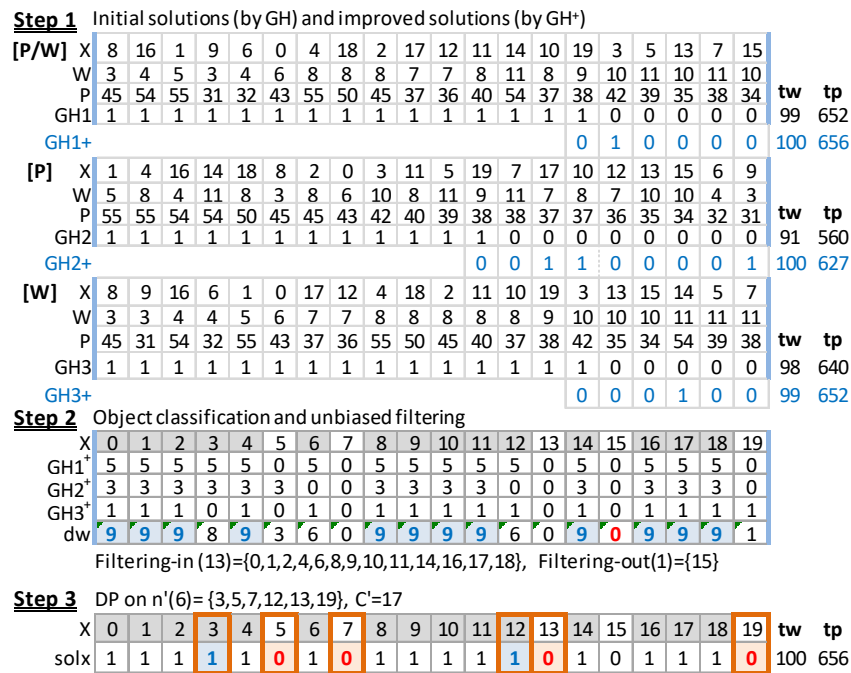 Step 1 Initial solutions (by GH) and improved solutions (by GH+)
[P/W] X 8 16 1 9 6 0 4 18 2 17 12 11 14 10 19 3 5 13 7 15
W 3 4 5 3 4 6 8 8 8 7 7 8 11 8 9 10 11 10 11 10
P 45 54 55 31 32 43 55 50 45 37 36 40 54 37 38 42 39 35 38 34 tw tp
GH1 1 1 1 1 1 1 1 1 1 1 1 1 1 1 1 0 0 0 0 0 99 652
GH1+ 0 1 0 0 0 0 100 656
[P] X 1 4 16 14 18 8 2 0 3 11 5 19 7 17 10 12 13 15 6 9
W 5 8 4 11 8 3 8 6 10 8 11 9 11 7 8 7 10 10 4 3
P 55 55 54 54 50 45 45 43 42 40 39 38 38 37 37 36 35 34 32 31 tw tp
GH2 1 1 1 1 1 1 1 1 1 1 1 1 0 0 0 0 0 0 0 0 91 560
GH2+ 0 0 1 1 0 0 0 0 1 100 627
[W] X 8 9 16 6 1 0 17 12 4 18 2 11 10 19 3 13 15 14 5 7
W 3 3 4 4 5 6 7 7 8 8 8 8 8 9 10 10 10 11 11 11
P 45 31 54 32 55 43 37 36 55 50 45 40 37 38 42 35 34 54 39 38 tw tp
GH3 1 1 1 1 1 1 1 1 1 1 1 1 1 1 1 0 0 0 0 0 98 640
GH3+ 0 0 0 1 0 0 99 652
Step 2 Object classification and unbiased filtering
X 0 1 2 3 4 5 6 7 8 9 10 11 12 13 14 15 16 17 18 19
GH1+ 5 5 5 5 5 0 5 0 5 5 5 5 5 0 5 0 5 5 5 0
GH2+ 3 3 3 3 3 3 0 0 3 3 3 3 0 0 3 0 3 3 3 0
GH3+ 1 1 1 0 1 0 1 0 1 1 1 1 1 0 1 0 1 1 1 1
dw 9 9 9 8 9 3 6 0 9 9 9 9 6 0 9 0 9 9 9 1
Filtering-in (13)={0,1,2,4,6,8,9,10,11,14,16,17,18}, Filtering-out(1)={15}
Step 3 DP on n'(6)= {3,5,7,12,13,19}, C'=17
X 0 1 2 3 4 5 6 7 8 9 10 11 12 13 14 15 16 17 18 19 tw tp
solx 1 1 1 1 1 0 1 0 1 1 1 1 1 0 1 0 1 1 1 0 100 656